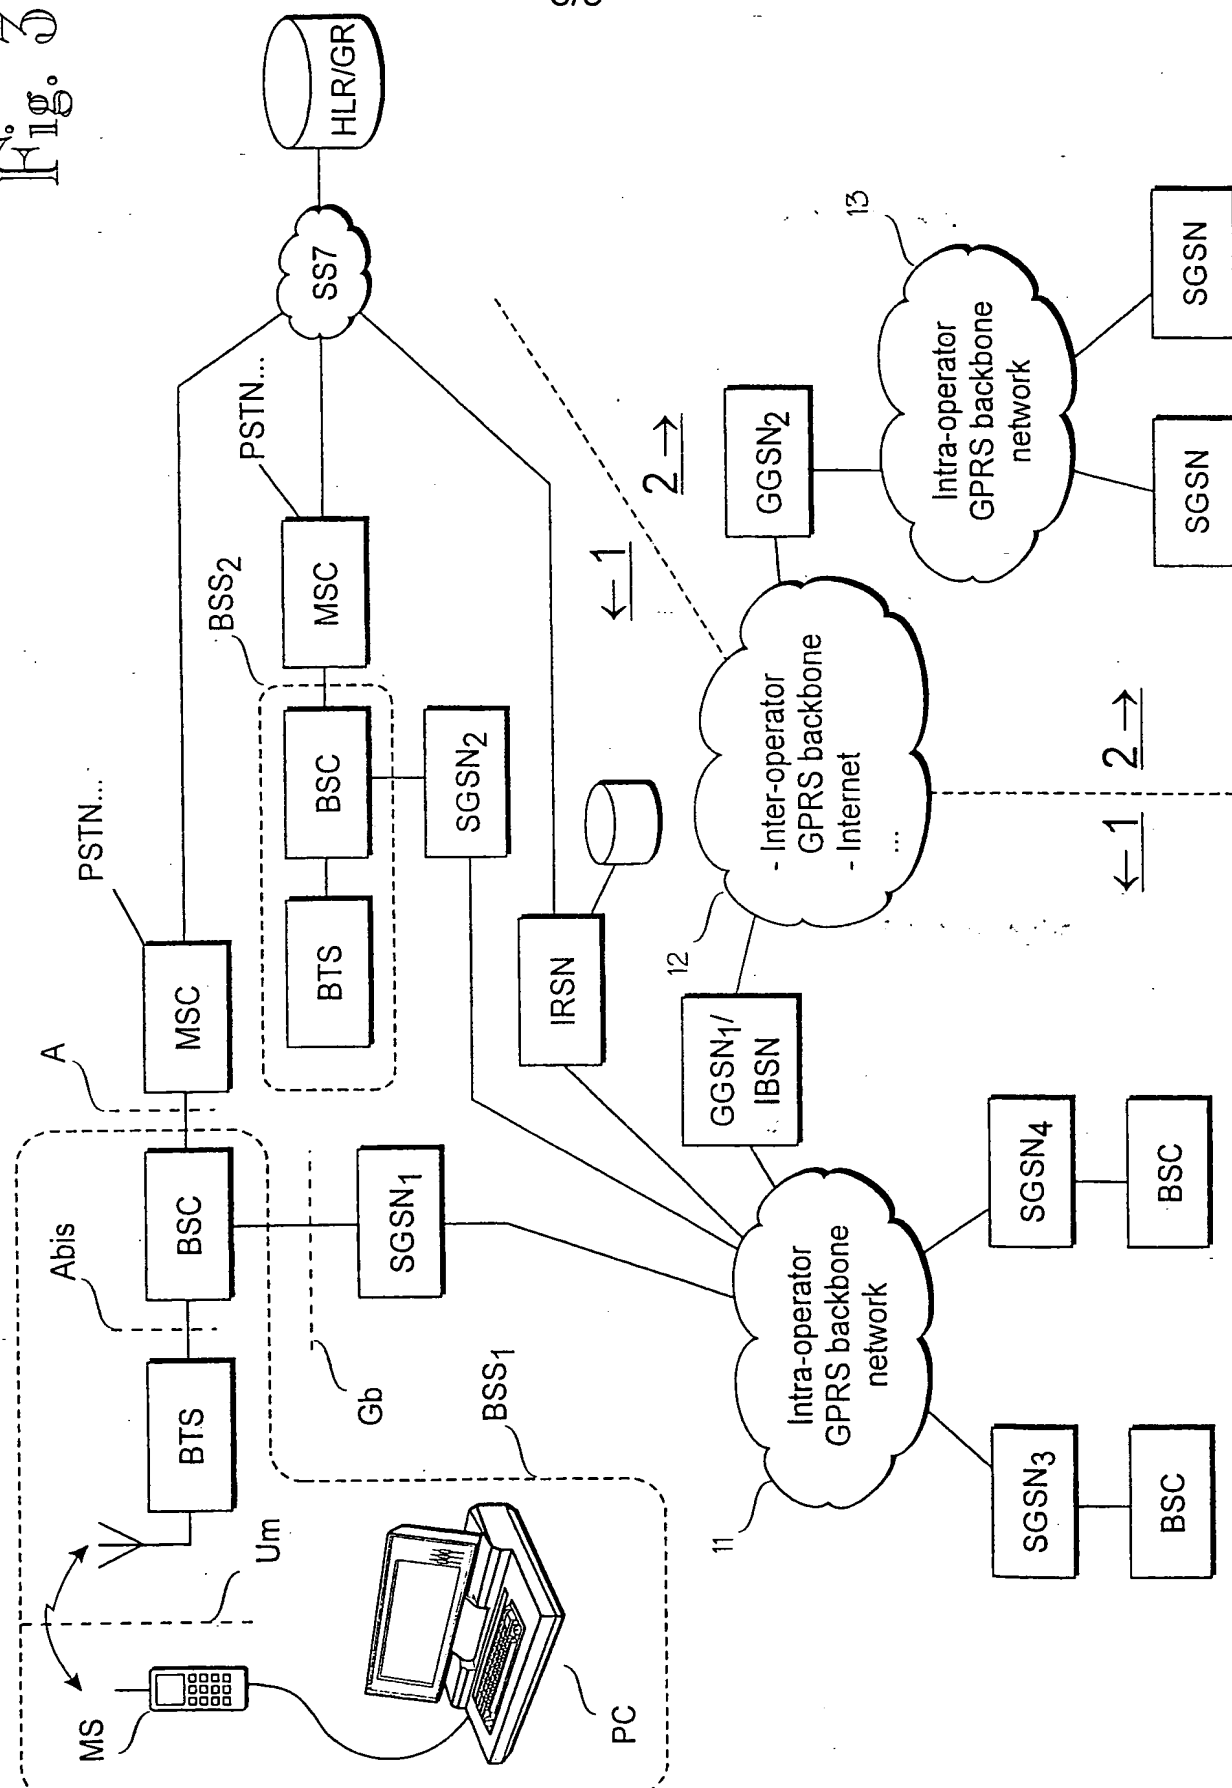 Fig. 3
MS
Um
BTS
Abis
BSC
A
MSC
PSTN...
PC
BSS1
Gb
SGSN1
BTS
BSC
BSS2
MSC
PSTN...
SS7
HLR/GR
SGSN2
IRSN
11
Intra-operator
GPRS backbone
network
GGSN1/
IBSN
12
- Inter-operator
GPRS backbone
- Internet
...
←1
2→
GGSN2
13
Intra-operator
GPRS backbone
network
SGSN3
BSC
SGSN4
BSC
←1
2→
SGSN
SGSN